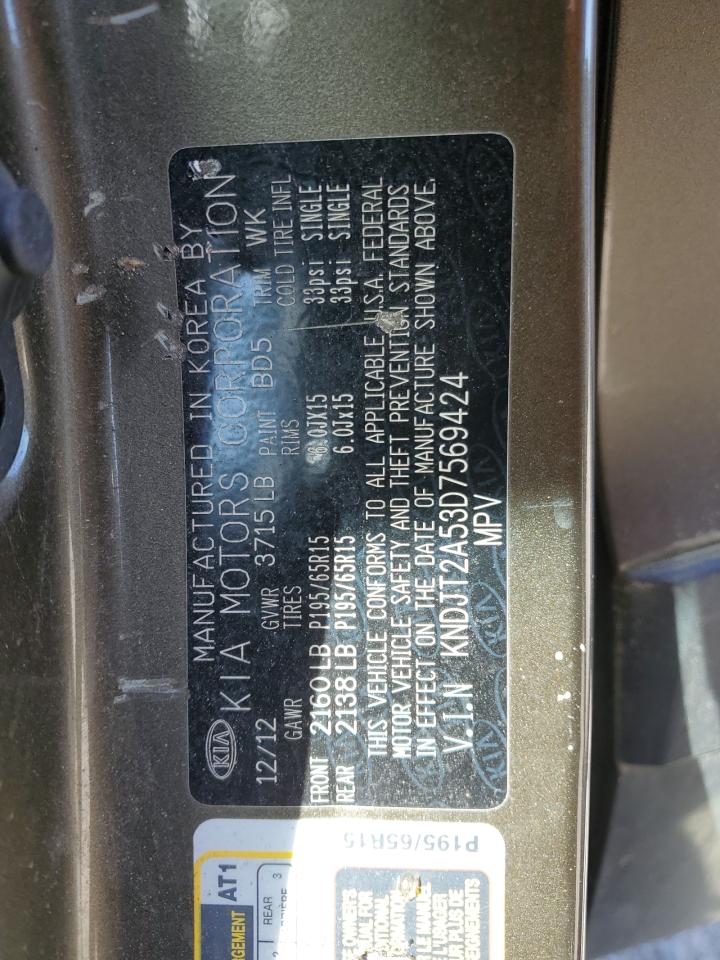 MANUFACTURED IN KOREA BY
KIA KIA MOTORS CORPORATION
12/12 GVWR 3715 LB PAINT BD5 TRIM WK
GAWR TIRES RIMS COLD TIRE INFL
FRONT 2160 LB P195/65R15 6.0JX15 33psi SINGLE
REAR 2138 LB P195/65R15 6.0Jx15 33psi SINGLE
THIS VEHICLE CONFORMS TO ALL APPLICABLE U.S.A. FEDERAL
MOTOR VEHICLE SAFETY AND THEFT PREVENTION STANDARDS
IN EFFECT ON THE DATE OF MANUFACTURE SHOWN ABOVE.
V.I.N KNDJT2A53D7569424
MPV
AT1
REAR 3
P195/65R15